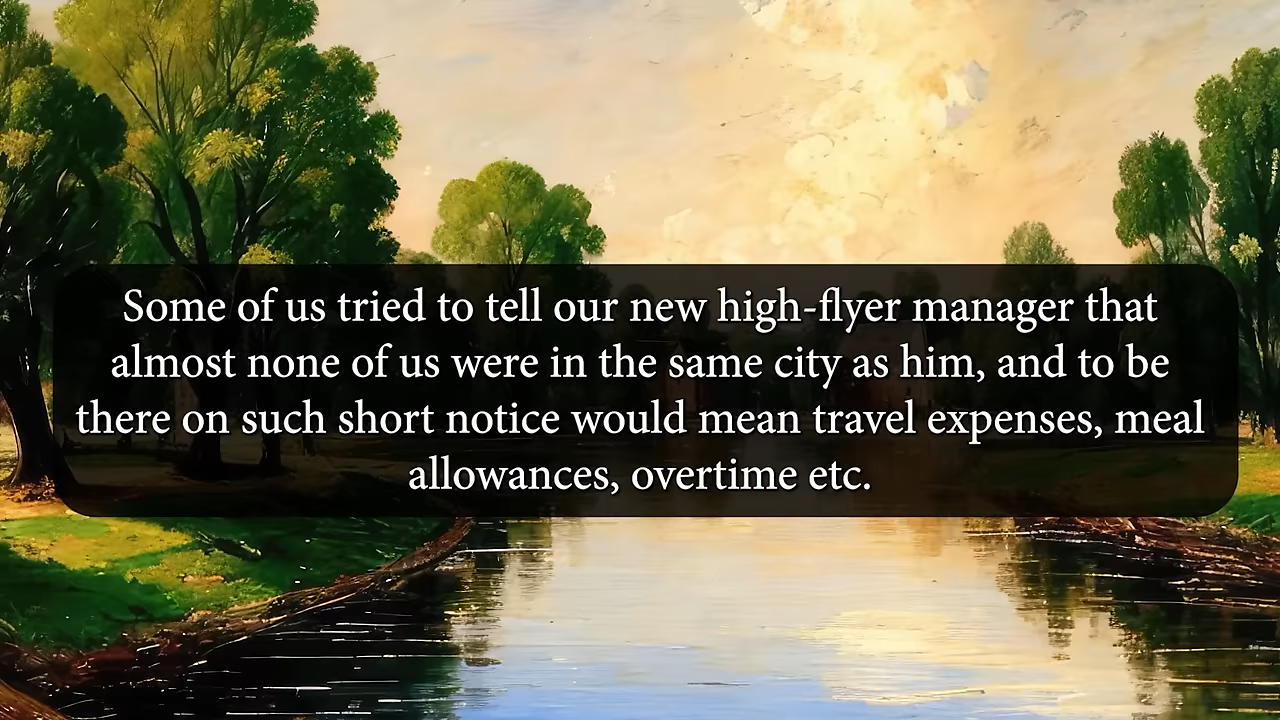 Some of us tried to tell our new high-flyer manager that
almost none of us were in the same city as him, and to be
there on such short notice would mean travel expenses, meal
allowances, overtime etc.